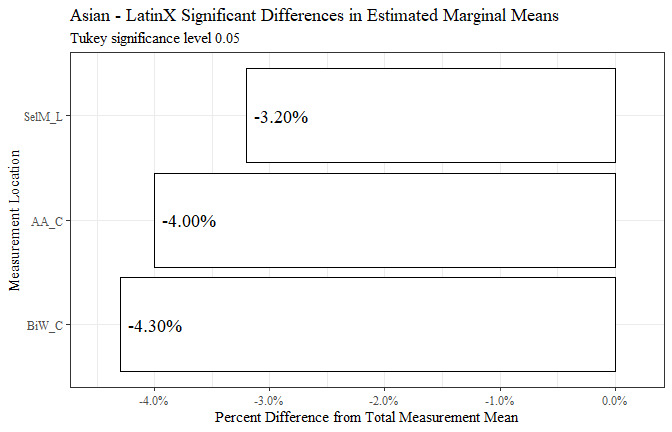 Asian - LatinX Significant Differences in Estimated Marginal Means
Tukey significance level 0.05
Measurement Location
SelM_L
-3.20%
AA_C
-4.00%
BiW_C
-4.30%
-4.0% -3.0% -2.0% -1.0% 0.0%
Percent Difference from Total Measurement Mean